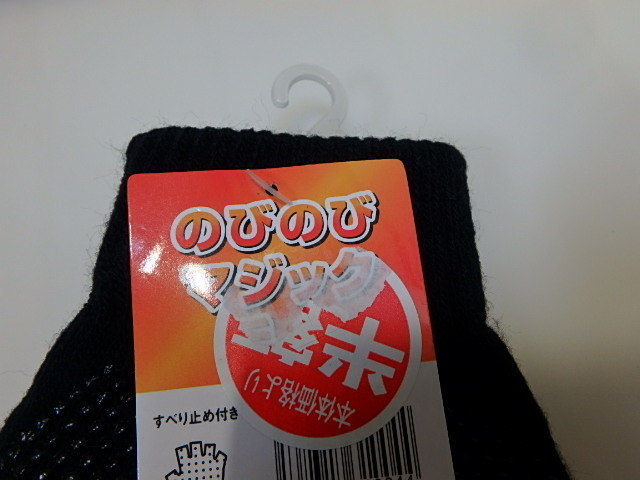 のびのび
マジック
本体価格より
半額
すべり止め付き